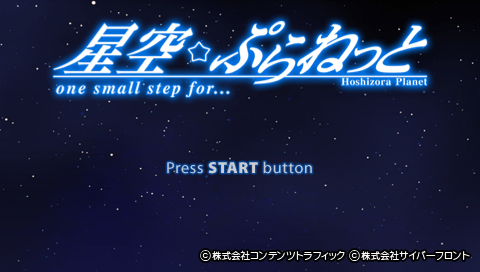 星空☆ぷらねっと
Hoshizora Planet
one small step for...
Press START button
©株式会社コンテンツトラフィック ©株式会社サイバーフロント